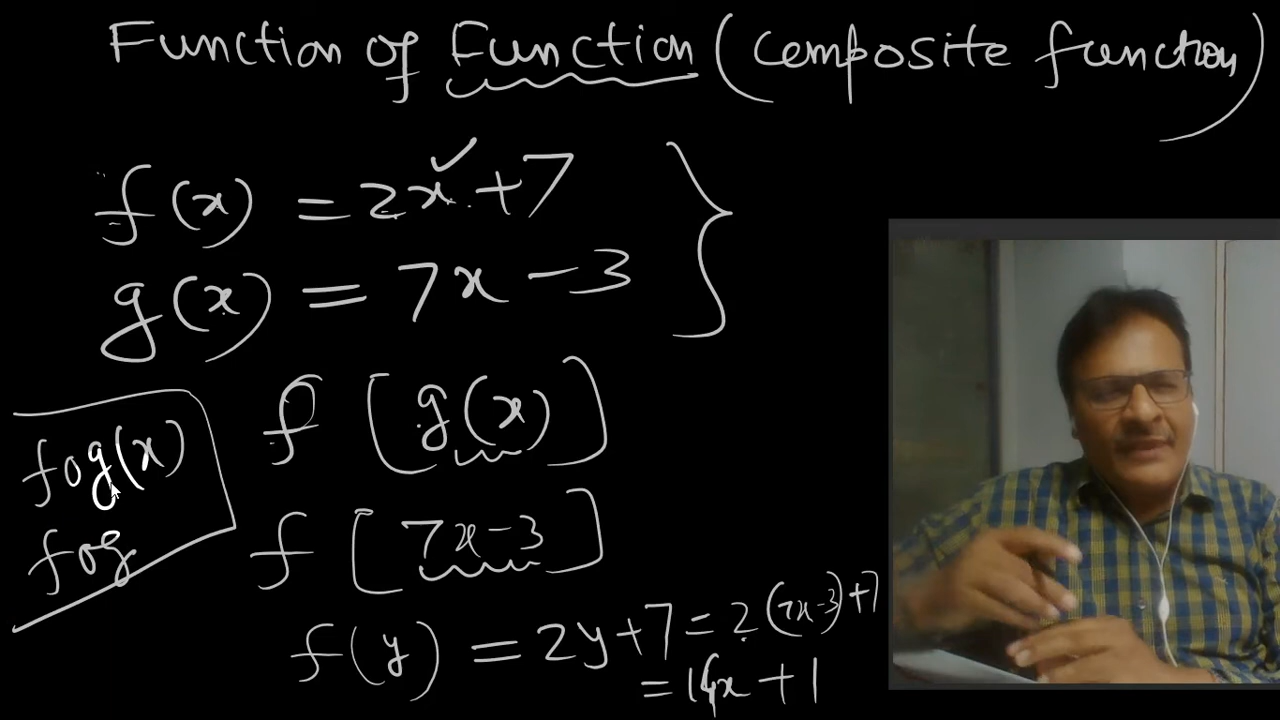 Function of Function (composite function)
f(x) = 2x + 7
g(x) = 7x - 3
f [g(x)]
fog(x)
f [7x-3]
fog
f(y) = 2y+7 = 2(7x-3)+7
= 14x + 1